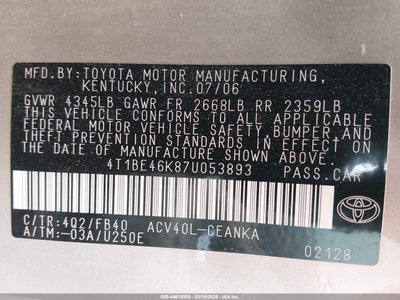 MFD.BY:TOYOTA MOTOR MANUFACTURING,
KENTUCKY,INC.07/06
GVWR 4345LB GAWR FR 2668LB RR 2359LB
THIS VEHICLE CONFORMS TO ALL APPLICABLE
FEDERAL MOTOR VEHICLE SAFETY, BUMPER,AND
THEFT PREVENTION STANDARDS IN EFFECT ON
THE DATE OF MANUFACTURE SHOWN ABOVE.
4T1BE46K87U053893 PASS.CAR
C/TR:4Q2/FB40 ACV40L-CEANKA
A/TM:-03A/U250E
TOYOTA
02128